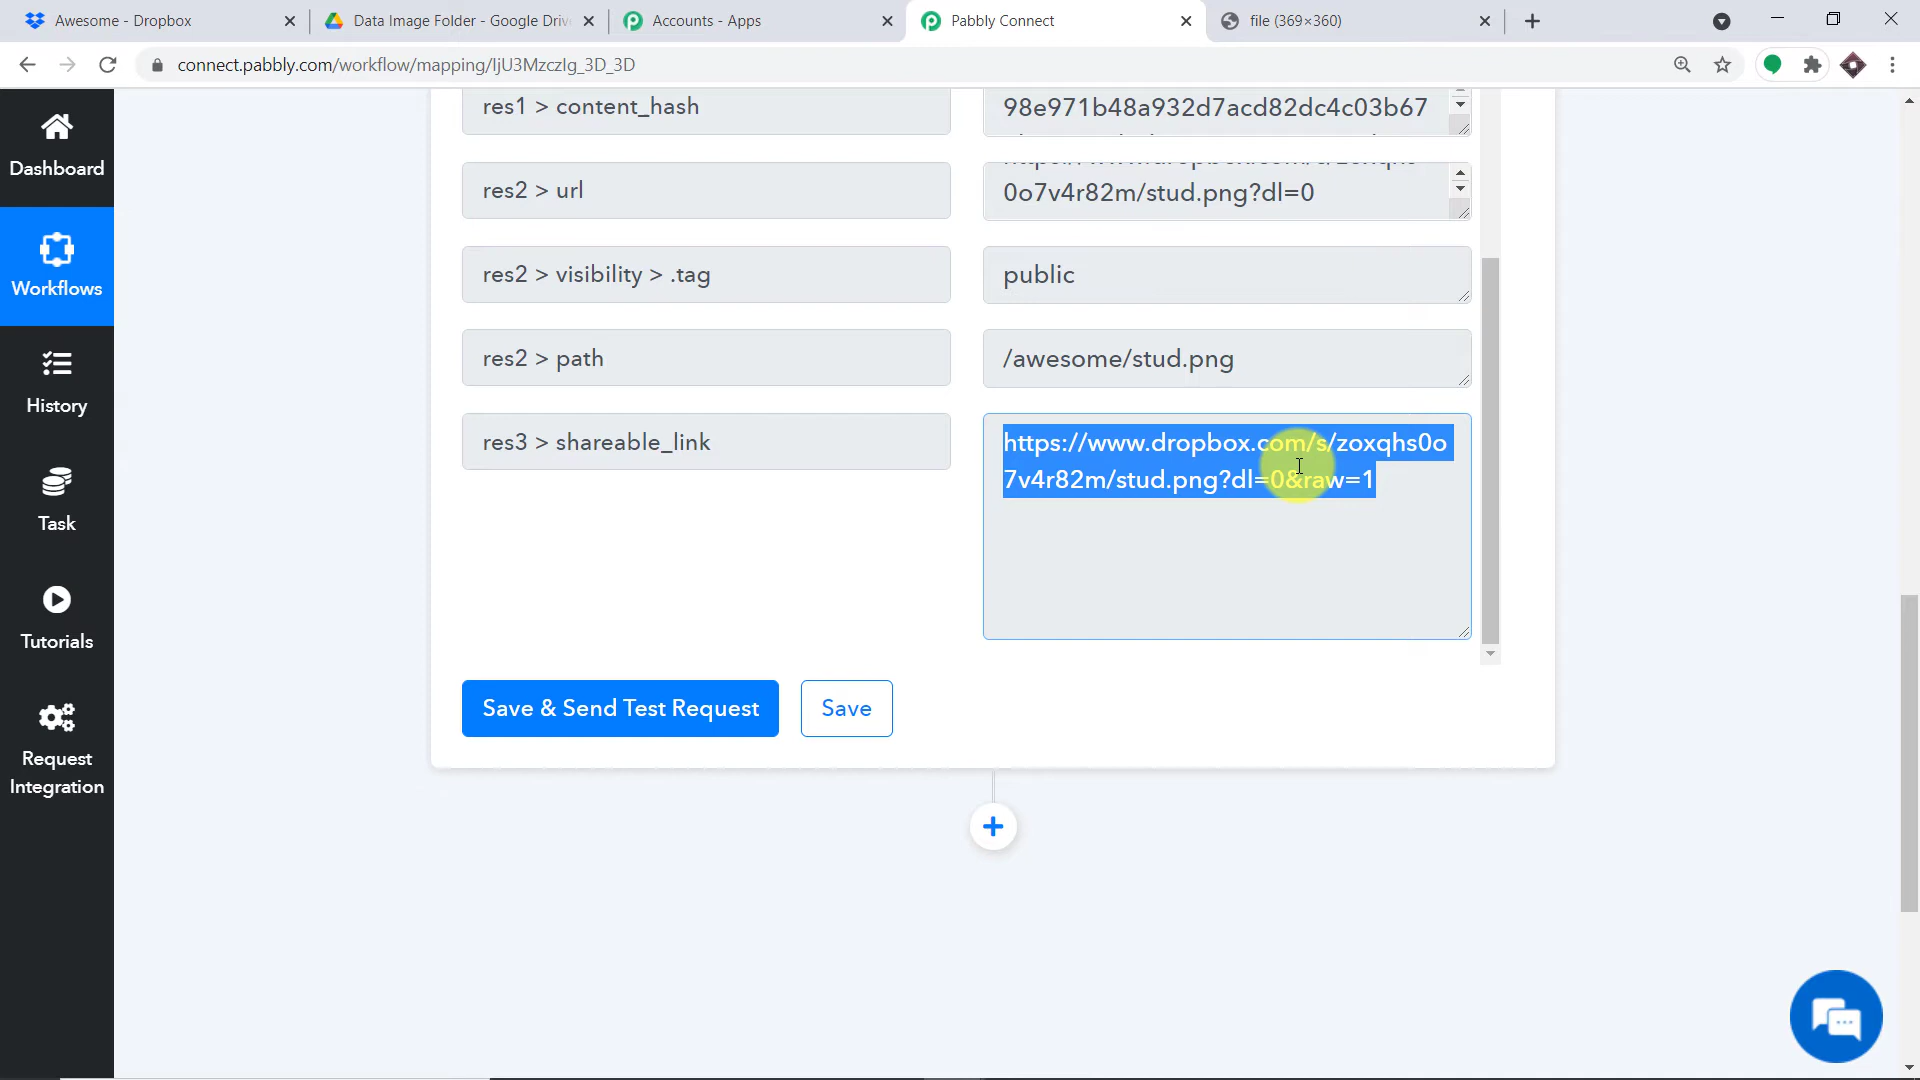 Awesome - Dropbox
Data Image Folder - Google Drive
Accounts - Apps
Pabbly Connect
file (369×360)
connect.pabbly.com/workflow/mapping/IjU3MzczIg_3D_3D
Dashboard
Workflows
History
Task
Tutorials
Request
Integration
res1 > content_hash
98e971b48a932d7acd82dc4c03b67
res2 > url
0o7v4r82m/stud.png?dl=0
res2 > visibility > .tag
public
res2 > path
/awesome/stud.png
res3 > shareable_link
https://www.dropbox.com/s/zoxqhs0o
7v4r82m/stud.png?dl=0&raw=1
Save & Send Test Request
Save